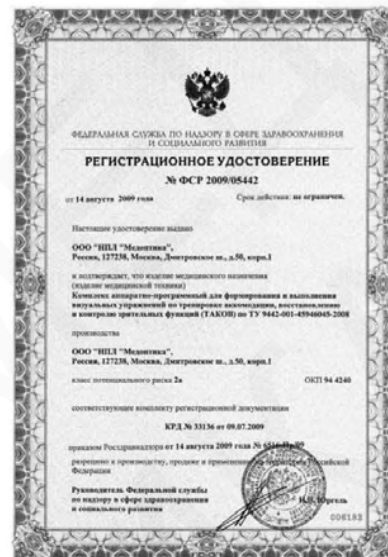 ФЕДЕРАЛЬНАЯ СЛУЖБА ПО НАДЗОРУ В СФЕРЕ ЗДРАВООХРАНЕНИЯ
И СОЦИАЛЬНОГО РАЗВИТИЯ
РЕГИСТРАЦИОННОЕ УДОСТОВЕРЕНИЕ
№ ФСР 2009/05442
от 14 августа 2009 года Срок действия: не ограничен.
Настоящее удостоверение выдано
ООО "НПЛ "Медоптика",
Россия, 127238, Москва, Дмитровское ш., д.50, корп.1
и подтверждает, что изделие медицинского назначения
(изделие медицинской техники)
Комплекс аппаратно-программный для формирования и выполнения
визуальных упражнений по тренировке аккомодации, восстановлению
и контролю зрительных функций (ТАКОВ) по ТУ 9442-001-45946045-2008
производства
ООО "НПЛ "Медоптика",
Россия, 127238, Москва, Дмитровское ш., д.50, корп.1
класс потенциального риска 2а ОКП 94 4240
соответствующее комплекту регистрационной документации
КРД № 33136 от 09.07.2009
приказом Росздравнадзора от 14 августа 2009 года №
разрешено к производству, продаже и применению на территории Российской
Федерации
Руководитель Федеральной службы
по надзору в сфере здравоохранения
и социального развития Н.В. Юргель
006192